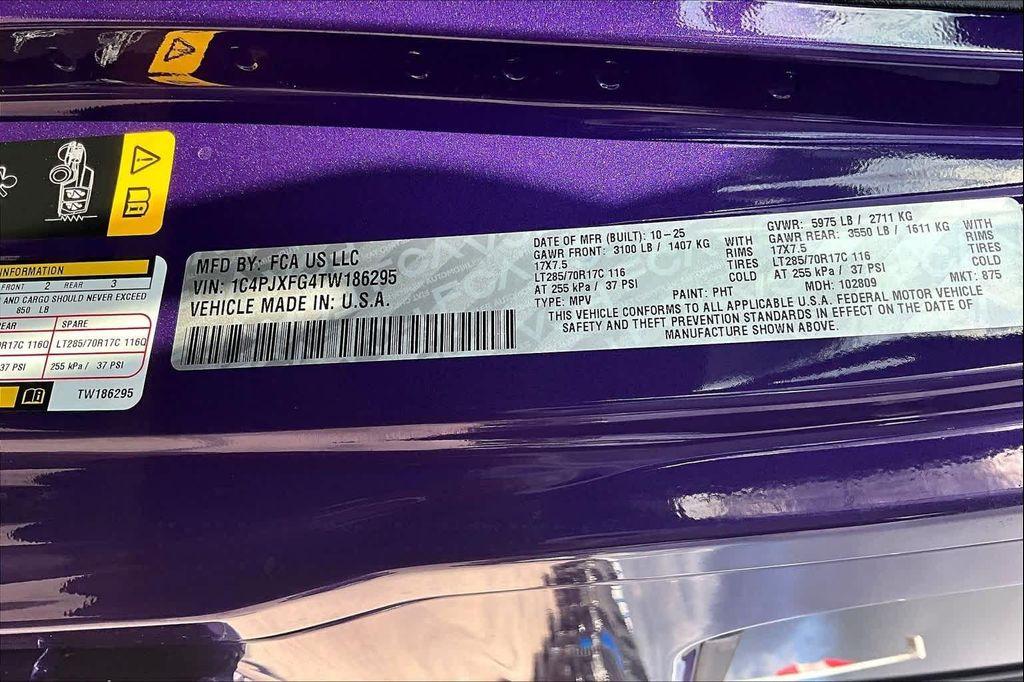 MFD BY: FCA US LLC
VIN: 1C4PJXFG4TW186295
VEHICLE MADE IN: U.S.A.
DATE OF MFR (BUILT): 10-25
GAWR FRONT: 3100 LB / 1407 KG WITH
17X7.5 RIMS
LT285/70R17C 116 TIRES
AT 255 kPa / 37 PSI COLD
TYPE: MPV PAINT: PHT
GVWR: 5975 LB / 2711 KG
GAWR REAR: 3550 LB / 1611 KG WITH
17X7.5 RIMS
LT285/70R17C 116 TIRES
AT 255 kPa / 37 PSI COLD
MDH: 102809 MKT: 875
THIS VEHICLE CONFORMS TO ALL APPLICABLE U.S.A. FEDERAL MOTOR VEHICLE
SAFETY AND THEFT PREVENTION STANDARDS IN EFFECT ON THE DATE OF
MANUFACTURE SHOWN ABOVE.
INFORMATION
FRONT 2 REAR 3
AND CARGO SHOULD NEVER EXCEED
850 LB
REAR SPARE
0R17C 116Q LT285/70R17C 116Q
37 PSI 255 kPa / 37 PSI
TW186295